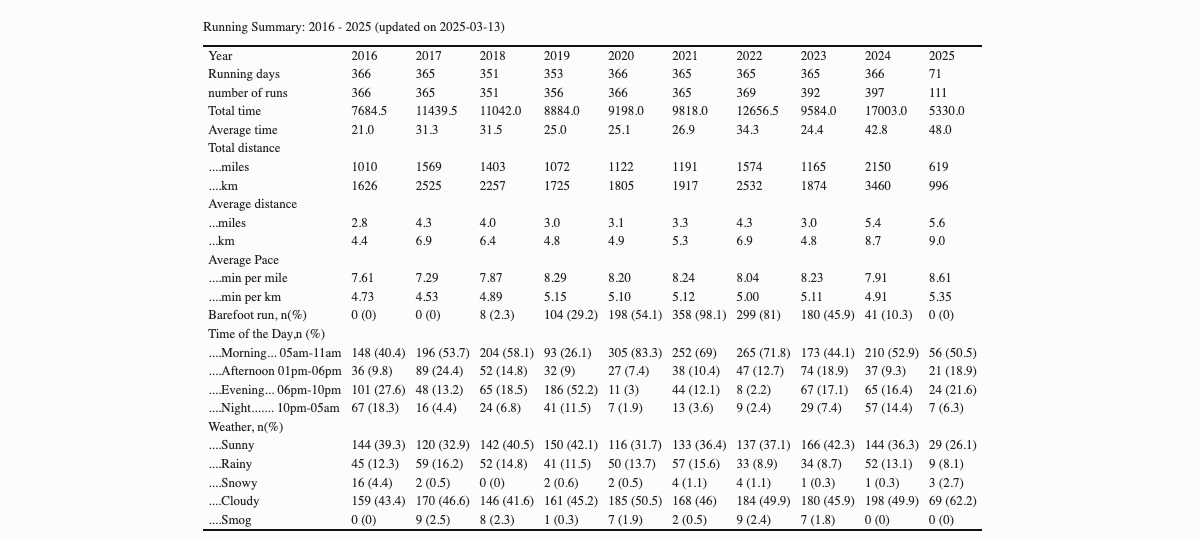 Running Summary: 2016 - 2025 (updated on 2025-03-13)
Year 2016 2017 2018 2019 2020 2021 2022 2023 2024 2025
Running days 366 365 351 353 366 365 365 365 366 71
number of runs 366 365 351 356 366 365 369 392 397 111
Total time 7684.5 11439.5 11042.0 8884.0 9198.0 9818.0 12656.5 9584.0 17003.0 5330.0
Average time 21.0 31.3 31.5 25.0 25.1 26.9 34.3 24.4 42.8 48.0
Total distance
....miles 1010 1569 1403 1072 1122 1191 1574 1165 2150 619
....km 1626 2525 2257 1725 1805 1917 2532 1874 3460 996
Average distance
...miles 2.8 4.3 4.0 3.0 3.1 3.3 4.3 3.0 5.4 5.6
...km 4.4 6.9 6.4 4.8 4.9 5.3 6.9 4.8 8.7 9.0
Average Pace
....min per mile 7.61 7.29 7.87 8.29 8.20 8.24 8.04 8.23 7.91 8.61
....min per km 4.73 4.53 4.89 5.15 5.10 5.12 5.00 5.11 4.91 5.35
Barefoot run, n(%) 0 (0) 0 (0) 8 (2.3) 104 (29.2) 198 (54.1) 358 (98.1) 299 (81) 180 (45.9) 41 (10.3) 0 (0)
Time of the Day,n (%)
....Morning... 05am-11am 148 (40.4) 196 (53.7) 204 (58.1) 93 (26.1) 305 (83.3) 252 (69) 265 (71.8) 173 (44.1) 210 (52.9) 56 (50.5)
....Afternoon 01pm-06pm 36 (9.8) 89 (24.4) 52 (14.8) 32 (9) 27 (7.4) 38 (10.4) 47 (12.7) 74 (18.9) 37 (9.3) 21 (18.9)
....Evening... 06pm-10pm 101 (27.6) 48 (13.2) 65 (18.5) 186 (52.2) 11 (3) 44 (12.1) 8 (2.2) 67 (17.1) 65 (16.4) 24 (21.6)
....Night....... 10pm-05am 67 (18.3) 16 (4.4) 24 (6.8) 41 (11.5) 7 (1.9) 13 (3.6) 9 (2.4) 29 (7.4) 57 (14.4) 7 (6.3)
Weather, n(%)
....Sunny 144 (39.3) 120 (32.9) 142 (40.5) 150 (42.1) 116 (31.7) 133 (36.4) 137 (37.1) 166 (42.3) 144 (36.3) 29 (26.1)
....Rainy 45 (12.3) 59 (16.2) 52 (14.8) 41 (11.5) 50 (13.7) 57 (15.6) 33 (8.9) 34 (8.7) 52 (13.1) 9 (8.1)
....Snowy 16 (4.4) 2 (0.5) 0 (0) 2 (0.6) 2 (0.5) 4 (1.1) 4 (1.1) 1 (0.3) 1 (0.3) 3 (2.7)
....Cloudy 159 (43.4) 170 (46.6) 146 (41.6) 161 (45.2) 185 (50.5) 168 (46) 184 (49.9) 180 (45.9) 198 (49.9) 69 (62.2)
....Smog 0 (0) 9 (2.5) 8 (2.3) 1 (0.3) 7 (1.9) 2 (0.5) 9 (2.4) 7 (1.8) 0 (0) 0 (0)